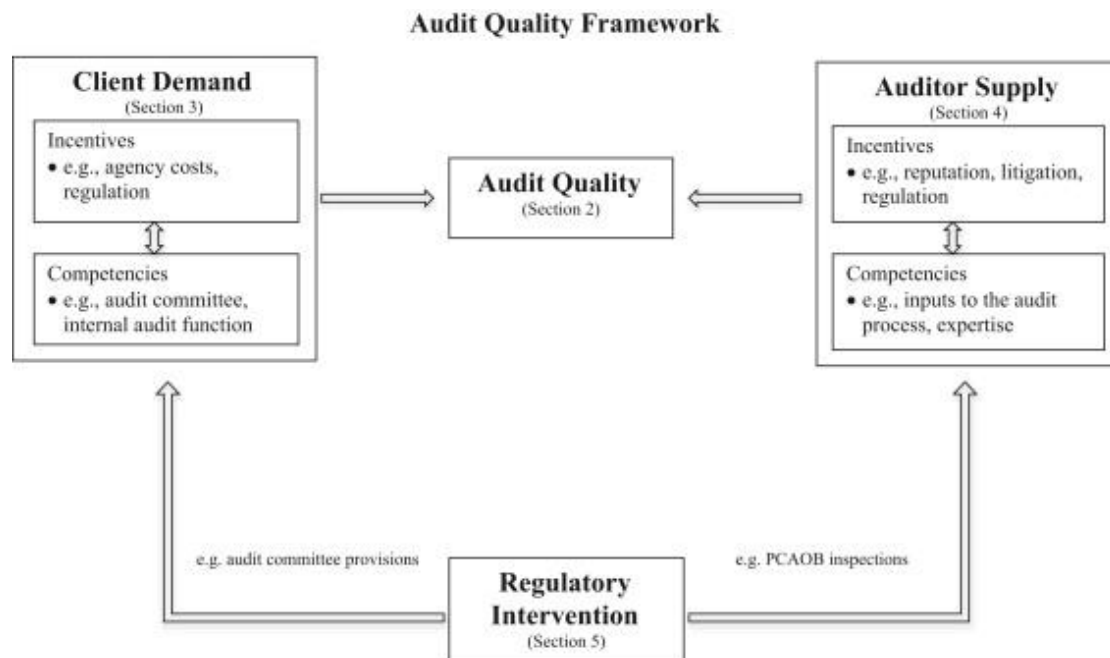 Audit Quality Framework
Client Demand
(Section 3)
Incentives
• e.g., agency costs,
regulation
Competencies
• e.g., audit committee,
internal audit function
Audit Quality
(Section 2)
Auditor Supply
(Section 4)
Incentives
• e.g., reputation, litigation,
regulation
Competencies
• e.g., inputs to the audit
process, expertise
e.g. audit committee provisions
e.g. PCAOB inspections
Regulatory
Intervention
(Section 5)